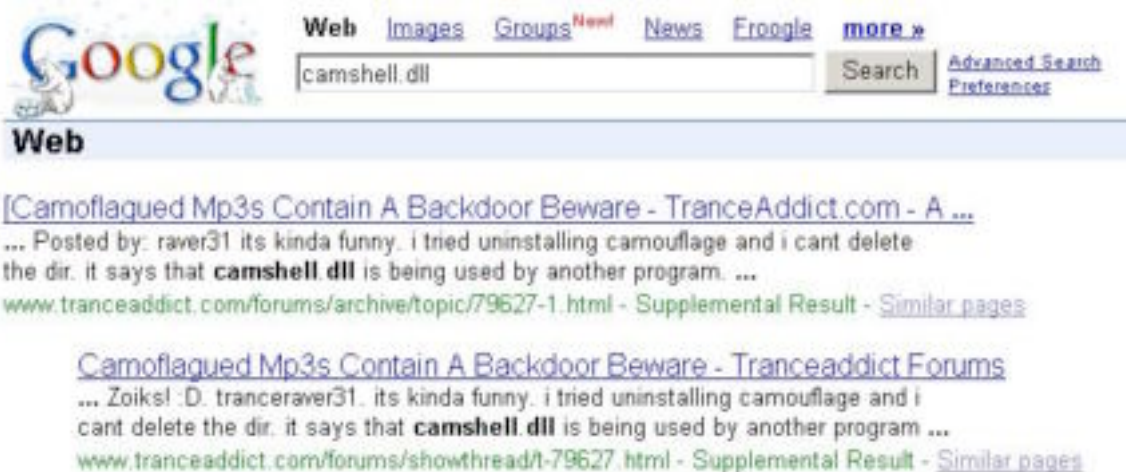 Google
Web Images Groups New! News Froogle more »
camshell.dll Search Advanced Search
Preferences
Web
[Camoflagued Mp3s Contain A Backdoor Beware - TranceAddict.com - A ...
... Posted by: raver31 its kinda funny. i tried uninstalling camouflage and i cant delete
the dir. it says that camshell.dll is being used by another program. ...
www.tranceaddict.com/forums/archive/topic/79627-1.html - Supplemental Result - Similar pages
Camoflagued Mp3s Contain A Backdoor Beware - Tranceaddict Forums
... Zoiks! :D. tranceraver31. its kinda funny. i tried uninstalling camouflage and i
cant delete the dir. it says that camshell.dll is being used by another program ...
www.tranceaddict.com/forums/showthread/t-79627.html - Supplemental Result - Similar pages